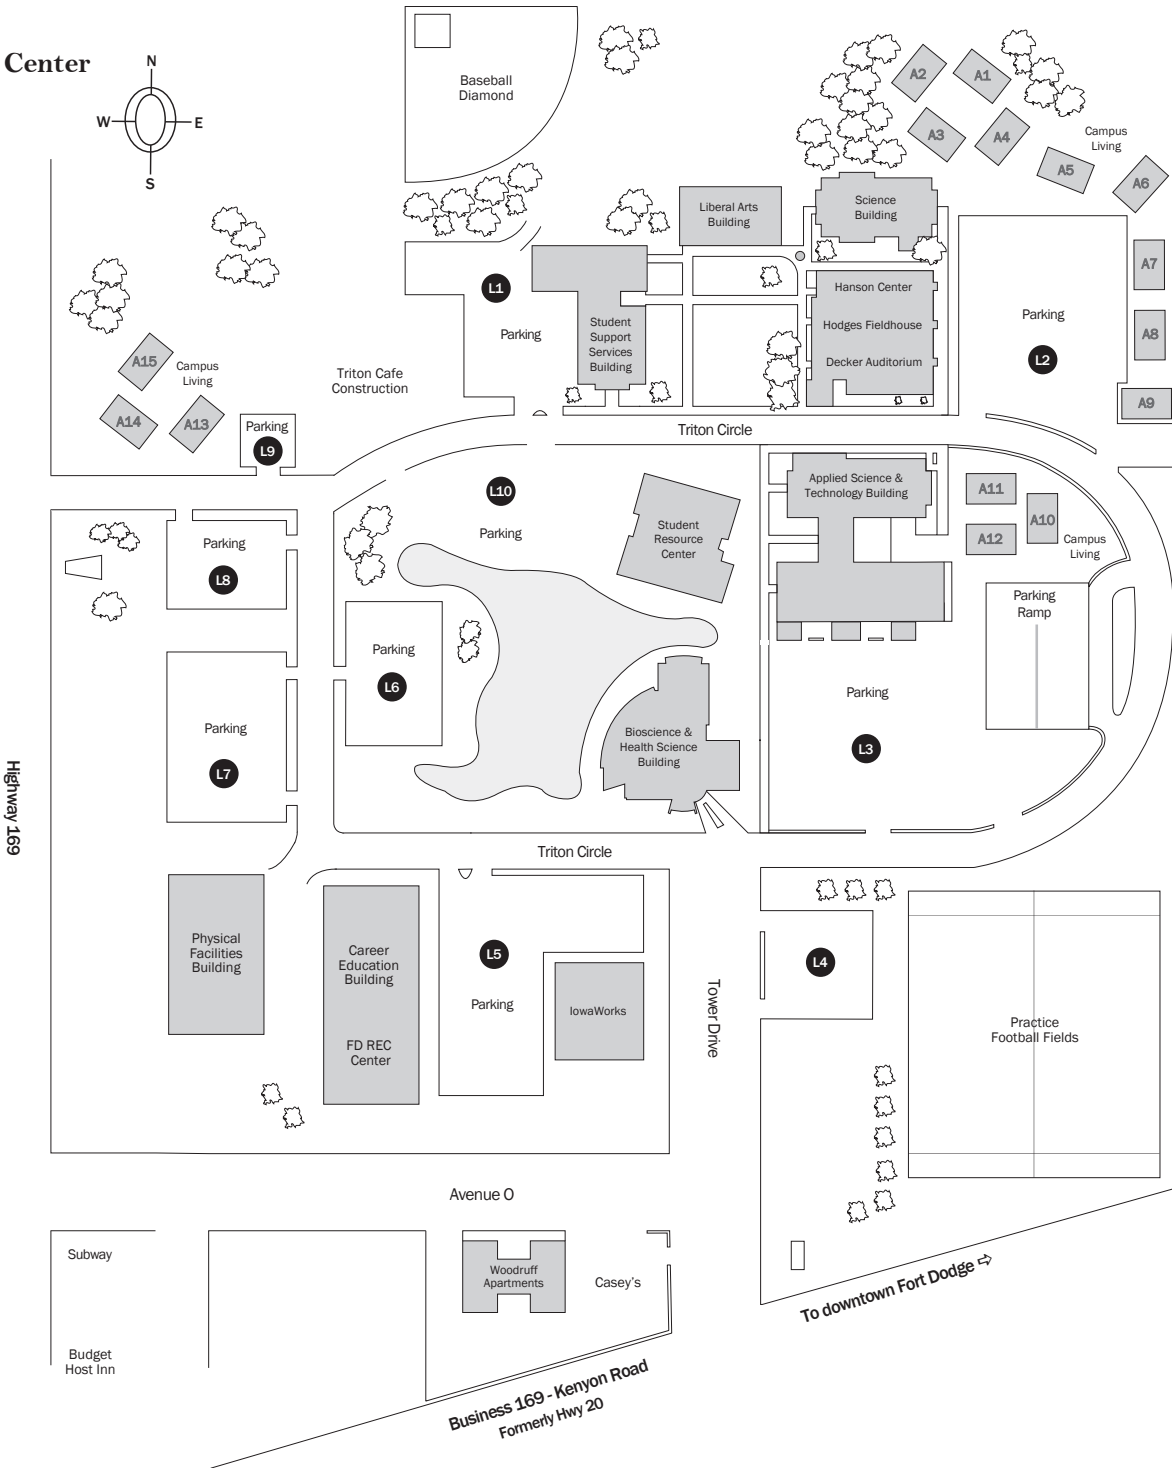 Center
N
W
E
S
Baseball
Diamond
A2
A1
A3
A4
Campus
Living
A5
A6
Liberal Arts
Building
Science
Building
A7
L1
Hanson Center
Parking
Student
Support
Services
Building
Hodges Fieldhouse
Parking
A8
L2
Decker Auditorium
A15
Campus
Living
Triton Cafe
Construction
A9
A14
A13
Parking
L9
Triton Circle
L10
Parking
Applied Science &
Technology Building
A11
A10
A12
Campus
Living
Student
Resource
Center
Parking
L8
Parking
Ramp
Parking
L6
Parking
L3
Parking
L7
Bioscience &
Health Science
Building
Highway 169
Triton Circle
Physical
Facilities
Building
Career
Education
Building
FD REC
Center
L5
Parking
IowaWorks
Tower Drive
L4
Practice
Football Fields
Avenue O
Subway
Woodruff
Apartments
Casey's
To downtown Fort Dodge ⇨
Budget
Host Inn
Business 169 - Kenyon Road
Formerly Hwy 20